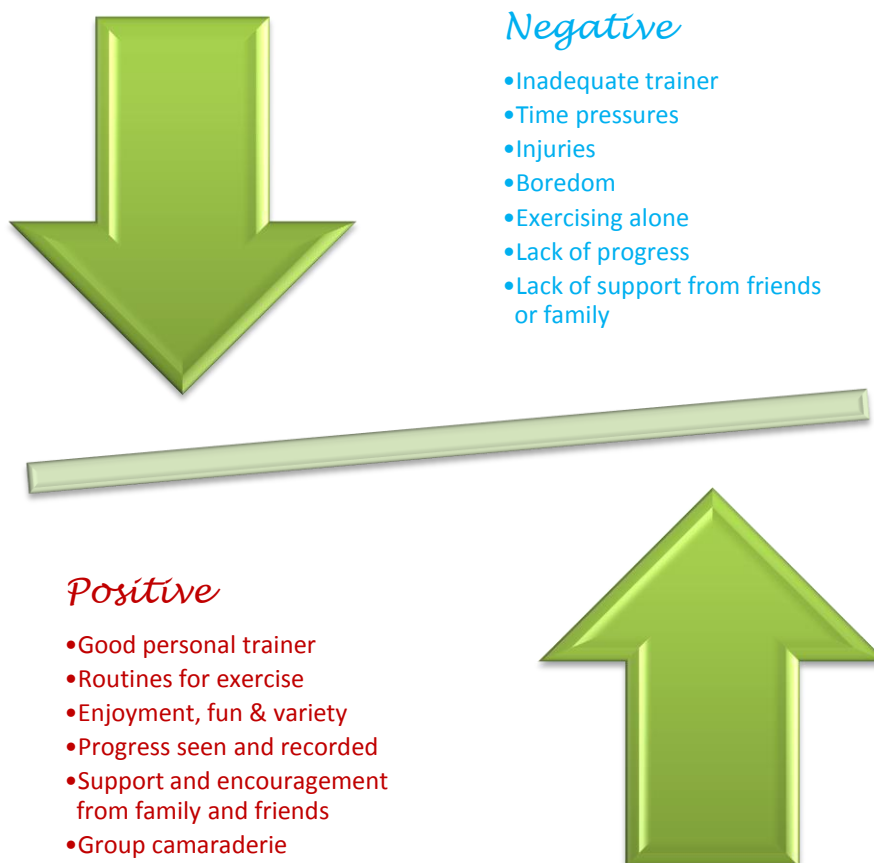 Negative
•Inadequate trainer
•Time pressures
•Injuries
•Boredom
•Exercising alone
•Lack of progress
•Lack of support from friends
or family
Positive
•Good personal trainer
•Routines for exercise
•Enjoyment, fun & variety
•Progress seen and recorded
•Support and encouragement
from family and friends
•Group camaraderie